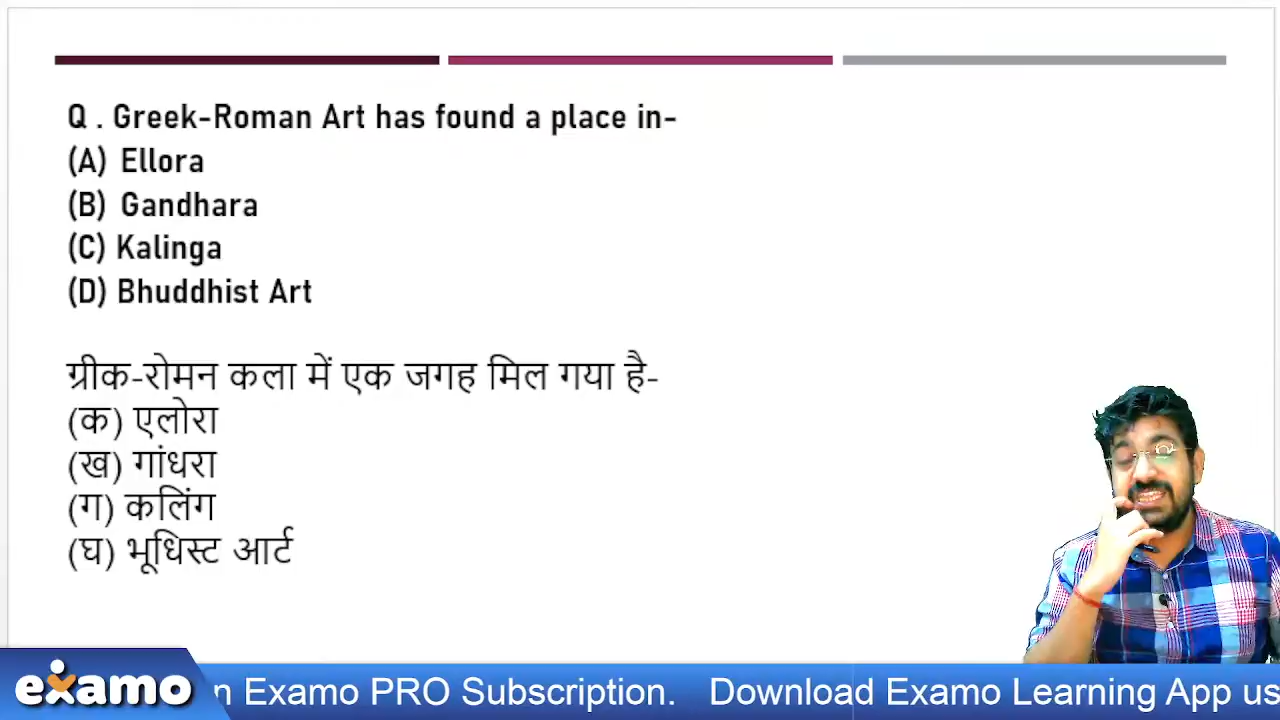 Q . Greek-Roman Art has found a place in-
(A) Ellora
(B) Gandhara
(C) Kalinga
(D) Bhuddhist Art
ग्रीक-रोमन कला में एक जगह मिल गया है-
(क) एलोरा
(ख) गांधरा
(ग) कलिंग
(घ) भूधिस्ट आर्ट
examo n Examo PRO Subscription. Download Examo Learning App us